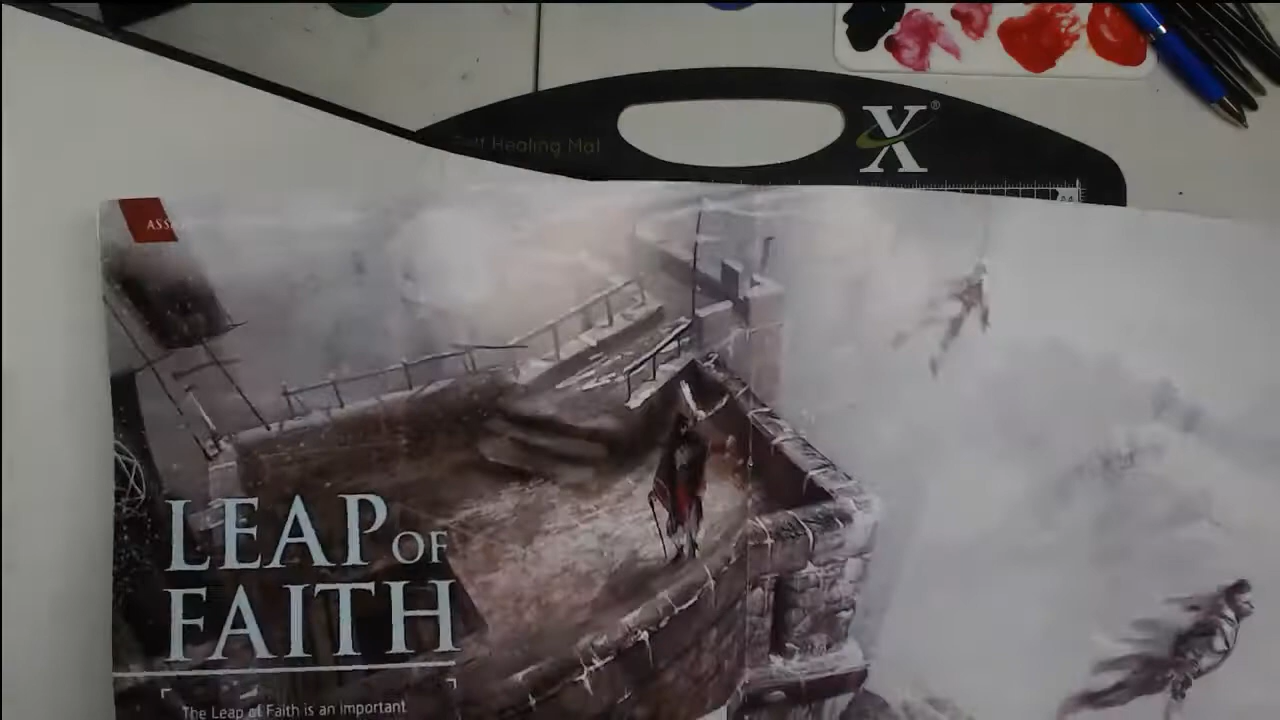 Self Healing Mat
X®
ASS
LEAP OF
FAITH
The Leap of Faith is an important